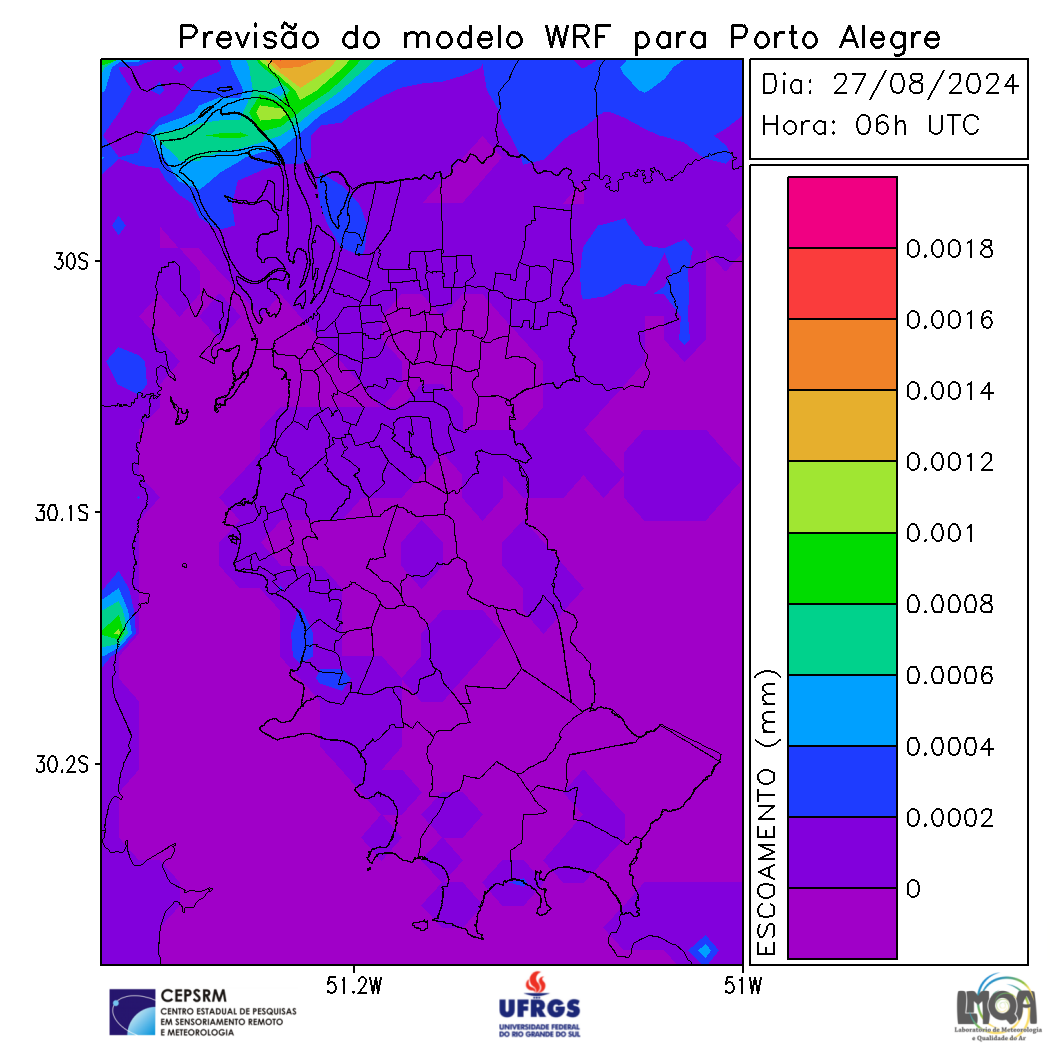 Previsão do modelo WRF para Porto Alegre
Dia: 27/08/2024
Hora: 06h UTC
30S
30.1S
30.2S
51.2W
51W
ESCOAMENTO (mm)
0.0018
0.0016
0.0014
0.0012
0.001
0.0008
0.0006
0.0004
0.0002
0
CEPSRM
CENTRO ESTADUAL DE PESQUISAS
EM SENSORIAMENTO REMOTO
E METEOROLOGIA
UFRGS
UNIVERSIDADE FEDERAL
DO RIO GRANDE DO SUL
LMQA
Laboratório de Meteorologia
e Qualidade do Ar